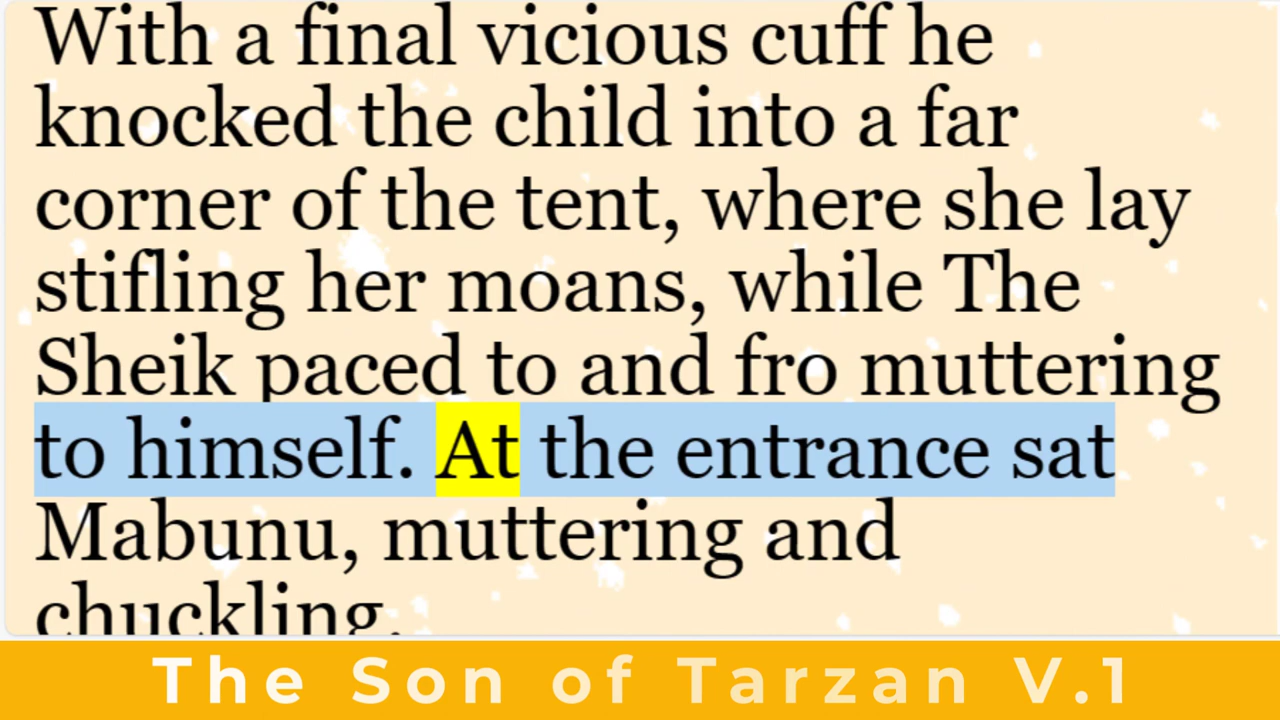 With a final vicious cuff he
knocked the child into a far
corner of the tent, where she lay
stifling her moans, while The
Sheik paced to and fro muttering
to himself. At the entrance sat
Mabunu, muttering and
chuckling.
The Son of Tarzan V.1